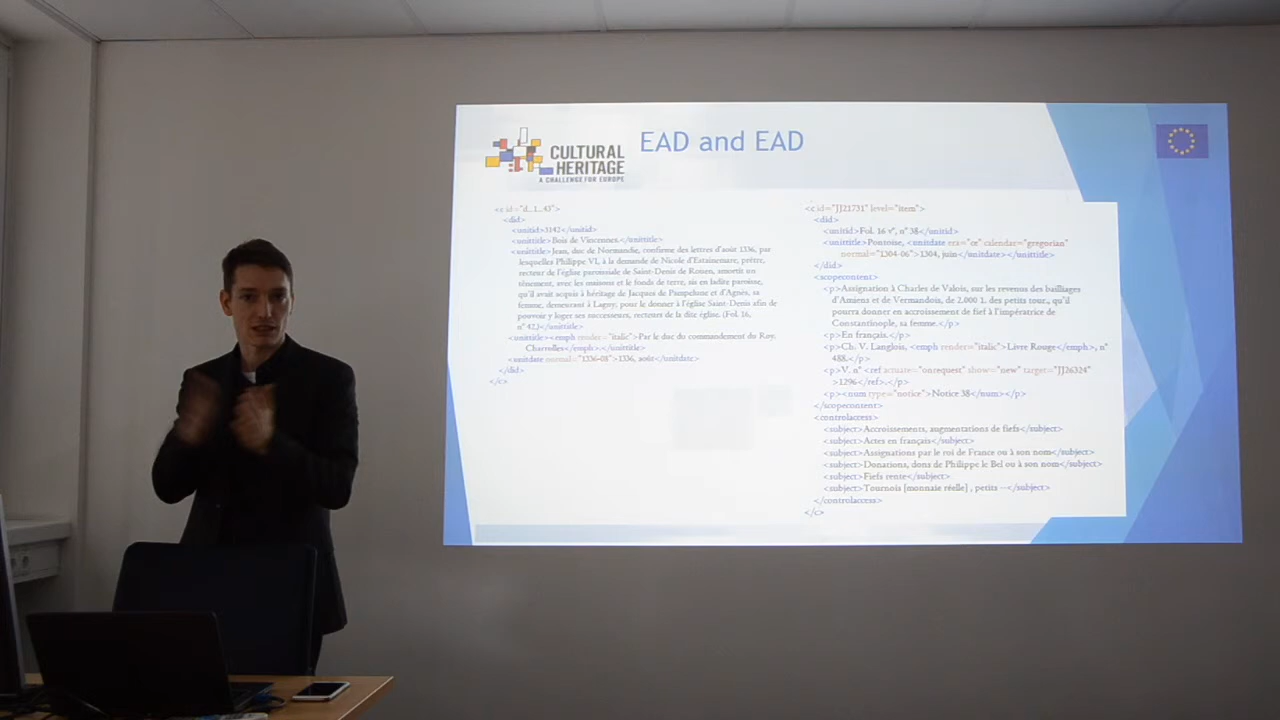 EAD and EAD
CULTURAL
HERITAGE
A CHALLENGE FOR EUROPE
<c id="d_1_43">
<did>
<unitid>3142</unitid>
<unittitle>Bois de Vincennes.</unittitle>
<unittitle>Jean, duc de Normandie, confirme des lettres d'août 1336, par
lesquelles Philippe VI, à la demande de Nicole d'Estainemare, prêtre,
recteur de l'église paroissiale de Saint-Denis de Rouen, amortit un
tènement, avec les maisons et le fonds de terre, sis en ladite paroisse,
qu'il avait acquis à héritage de Jacques de Pampelune et d'Agnès, sa
femme, demeurant à Lagny, pour le donner à l'église Saint-Denis afin de
pouvoir y loger ses successeurs, recteurs de la dite église. (Fol. 16,
n° 42.)</unittitle>
<unittitle><emph render="italic">Par le duc du commandement du Roy.
Charrolles</emph>.</unittitle>
<unitdate normal="1336-08">1336, août</unitdate>
</did>
</c>
<c id="JJ21731" level="item">
<did>
<unitid>Fol. 16 v°, n° 38</unitid>
<unittitle>Pontoise, <unitdate era="ce" calendar="gregorian"
normal="1304-06">1304, juin</unitdate></unittitle>
</did>
<scopecontent>
<p>Assignation à Charles de Valois, sur les revenus des bailliages
d'Amiens et de Vermandois, de 2.000 l. des petits tour., qu'il
pourra donner en accroissement de fief à l'impératrice de
Constantinople, sa femme.</p>
<p>En français.</p>
<p>Ch. V. Langlois, <emph render="italic">Livre Rouge</emph>, n°
488.</p>
<p>V. n° <ref actuate="onrequest" show="new" target="JJ26324"
>1296</ref>.</p>
<p><num type="notice">Notice 38</num></p>
</scopecontent>
<controlaccess>
<subject>Accroissements, augmentations de fiefs</subject>
<subject>Actes en français</subject>
<subject>Assignations par le roi de France ou à son nom</subject>
<subject>Donations, dons de Philippe le Bel ou à son nom</subject>
<subject>Fiefs rente</subject>
<subject>Tournois [monnaie réelle] , petits --</subject>
</controlaccess>
</c>